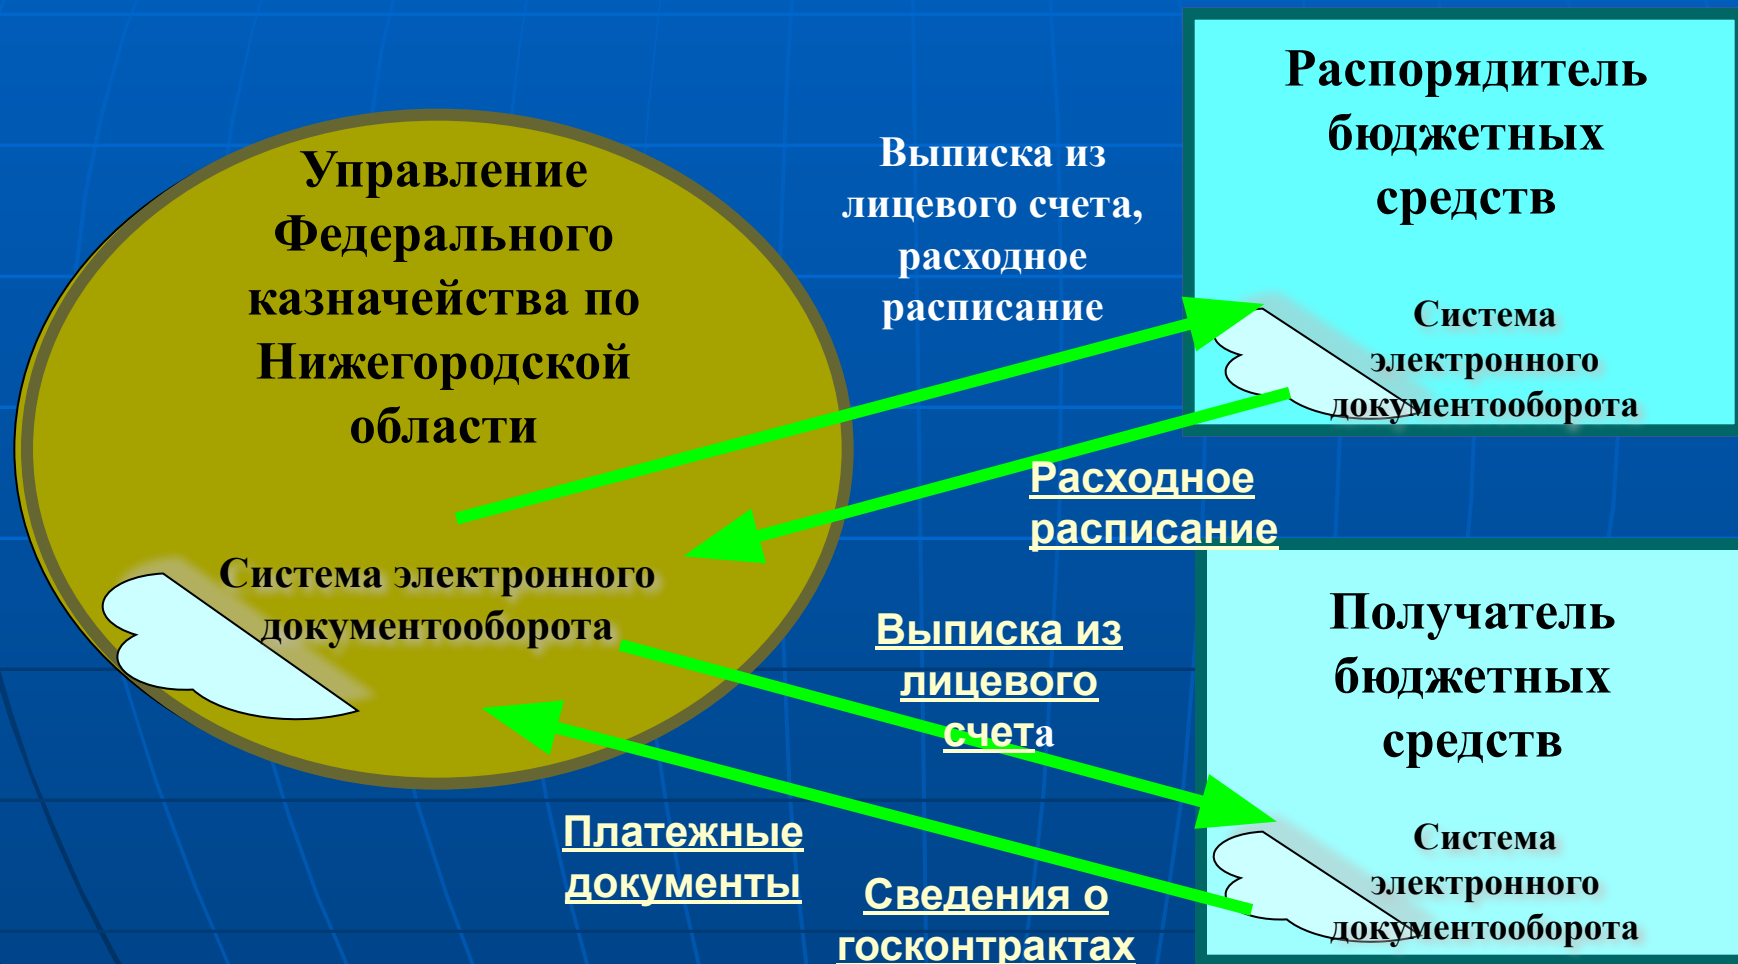 Управление
Федерального
казначейства по
Нижегородской
области
Система электронного
документооборота
Выписка из
лицевого счета,
расходное
расписание
Распорядитель
бюджетных
средств
Система
электронного
документооборота
Расходное
расписание
Выписка из
лицевого
счета
Получатель
бюджетных
средств
Система
электронного
документооборота
Платежные
документы
Сведения о
госконтрактах